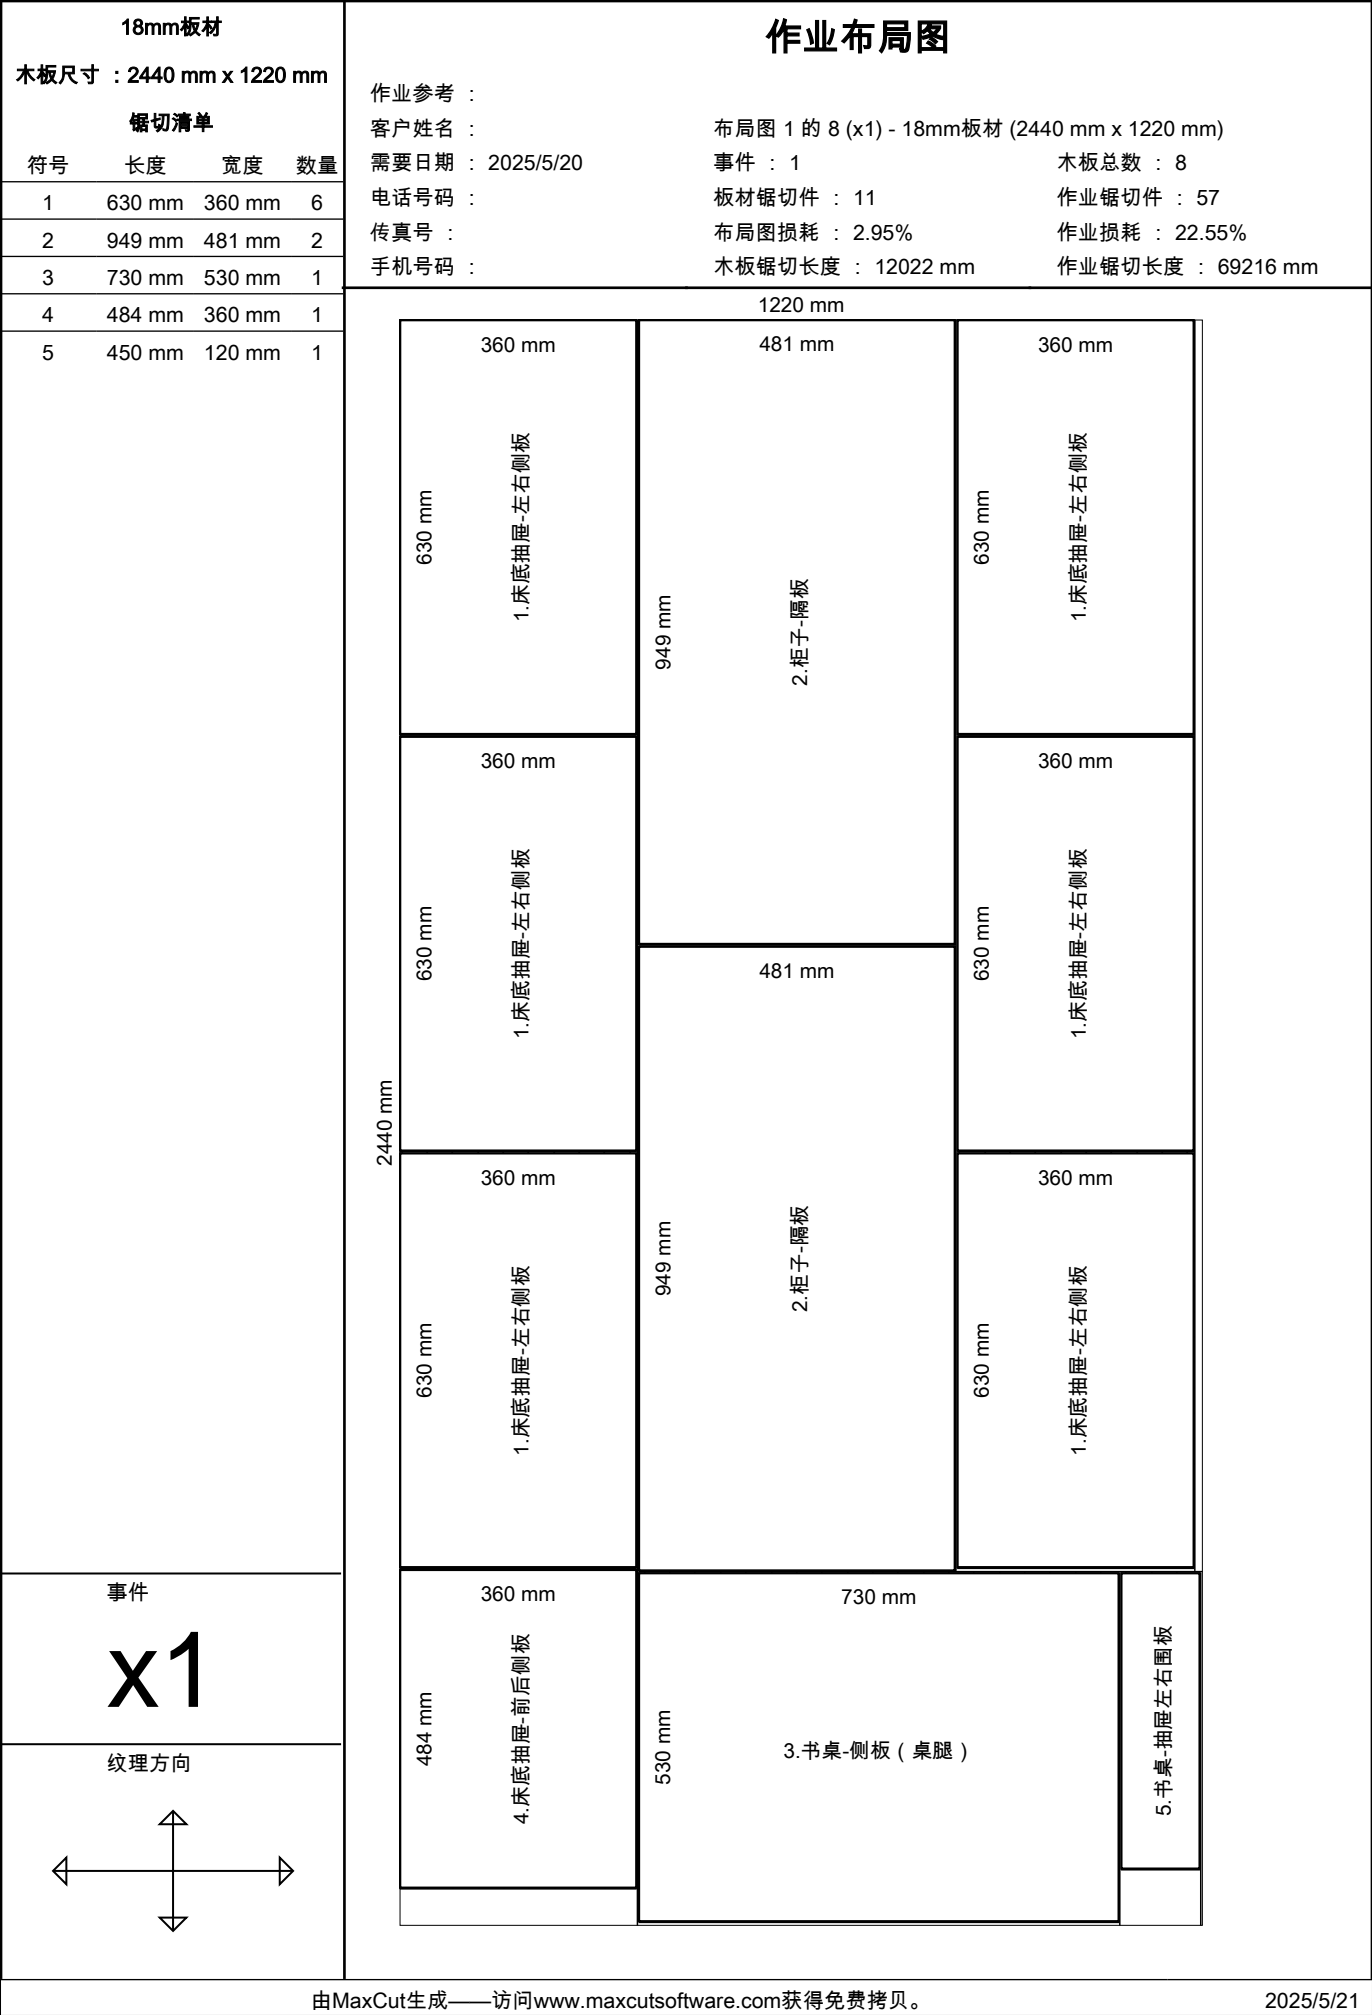 18mm板材
木板尺寸 : 2440 mm x 1220 mm
锯切清单
符号 长度 宽度 数量
1 630 mm 360 mm 6
2 949 mm 481 mm 2
3 730 mm 530 mm 1
4 484 mm 360 mm 1
5 450 mm 120 mm 1
作业布局图
作业参考 :
客户姓名 : 布局图 1 的 8 (x1) - 18mm板材 (2440 mm x 1220 mm)
需要日期 : 2025/5/20 事件 : 1 木板总数 : 8
电话号码 : 板材锯切件 : 11 作业锯切件 : 57
传真号 : 布局图损耗 : 2.95% 作业损耗 : 22.55%
手机号码 : 木板锯切长度 : 12022 mm 作业锯切长度 : 69216 mm
1220 mm
2440 mm
360 mm
630 mm
1.床底抽屉-左右侧板
481 mm
949 mm
2.柜子-隔板
360 mm
630 mm
1.床底抽屉-左右侧板
360 mm
630 mm
1.床底抽屉-左右侧板
360 mm
630 mm
1.床底抽屉-左右侧板
481 mm
949 mm
2.柜子-隔板
360 mm
630 mm
1.床底抽屉-左右侧板
360 mm
630 mm
1.床底抽屉-左右侧板
360 mm
484 mm
4.床底抽屉-前后侧板
730 mm
530 mm
3.书桌-侧板（桌腿）
5.书桌-抽屉左右围板
事件
x1
纹理方向
由MaxCut生成——访问www.maxcutsoftware.com获得免费拷贝。
2025/5/21